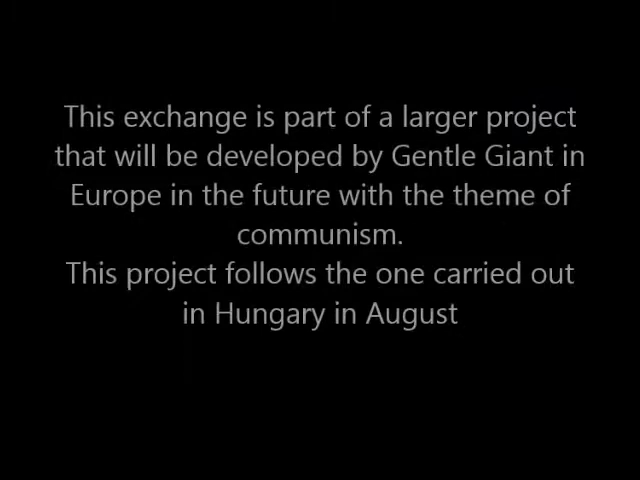 This exchange is part of a larger project
that will be developed by Gentle Giant in
Europe in the future with the theme of
communism.
This project follows the one carried out
in Hungary in August